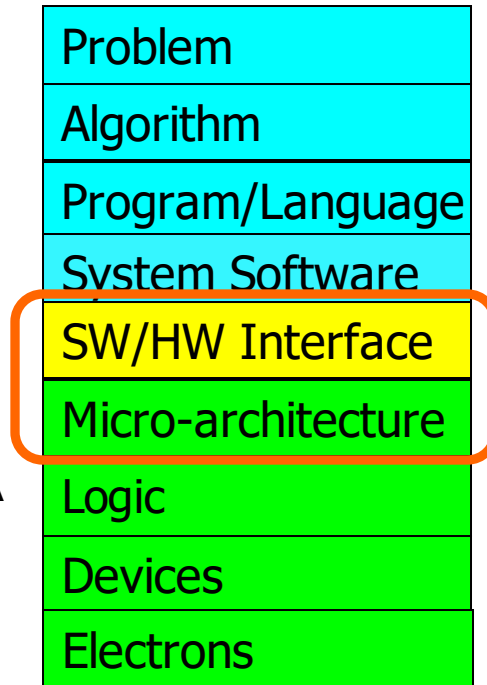 Problem
Algorithm
Program/Language
System Software
SW/HW Interface
Micro-architecture
Logic
Devices
Electrons